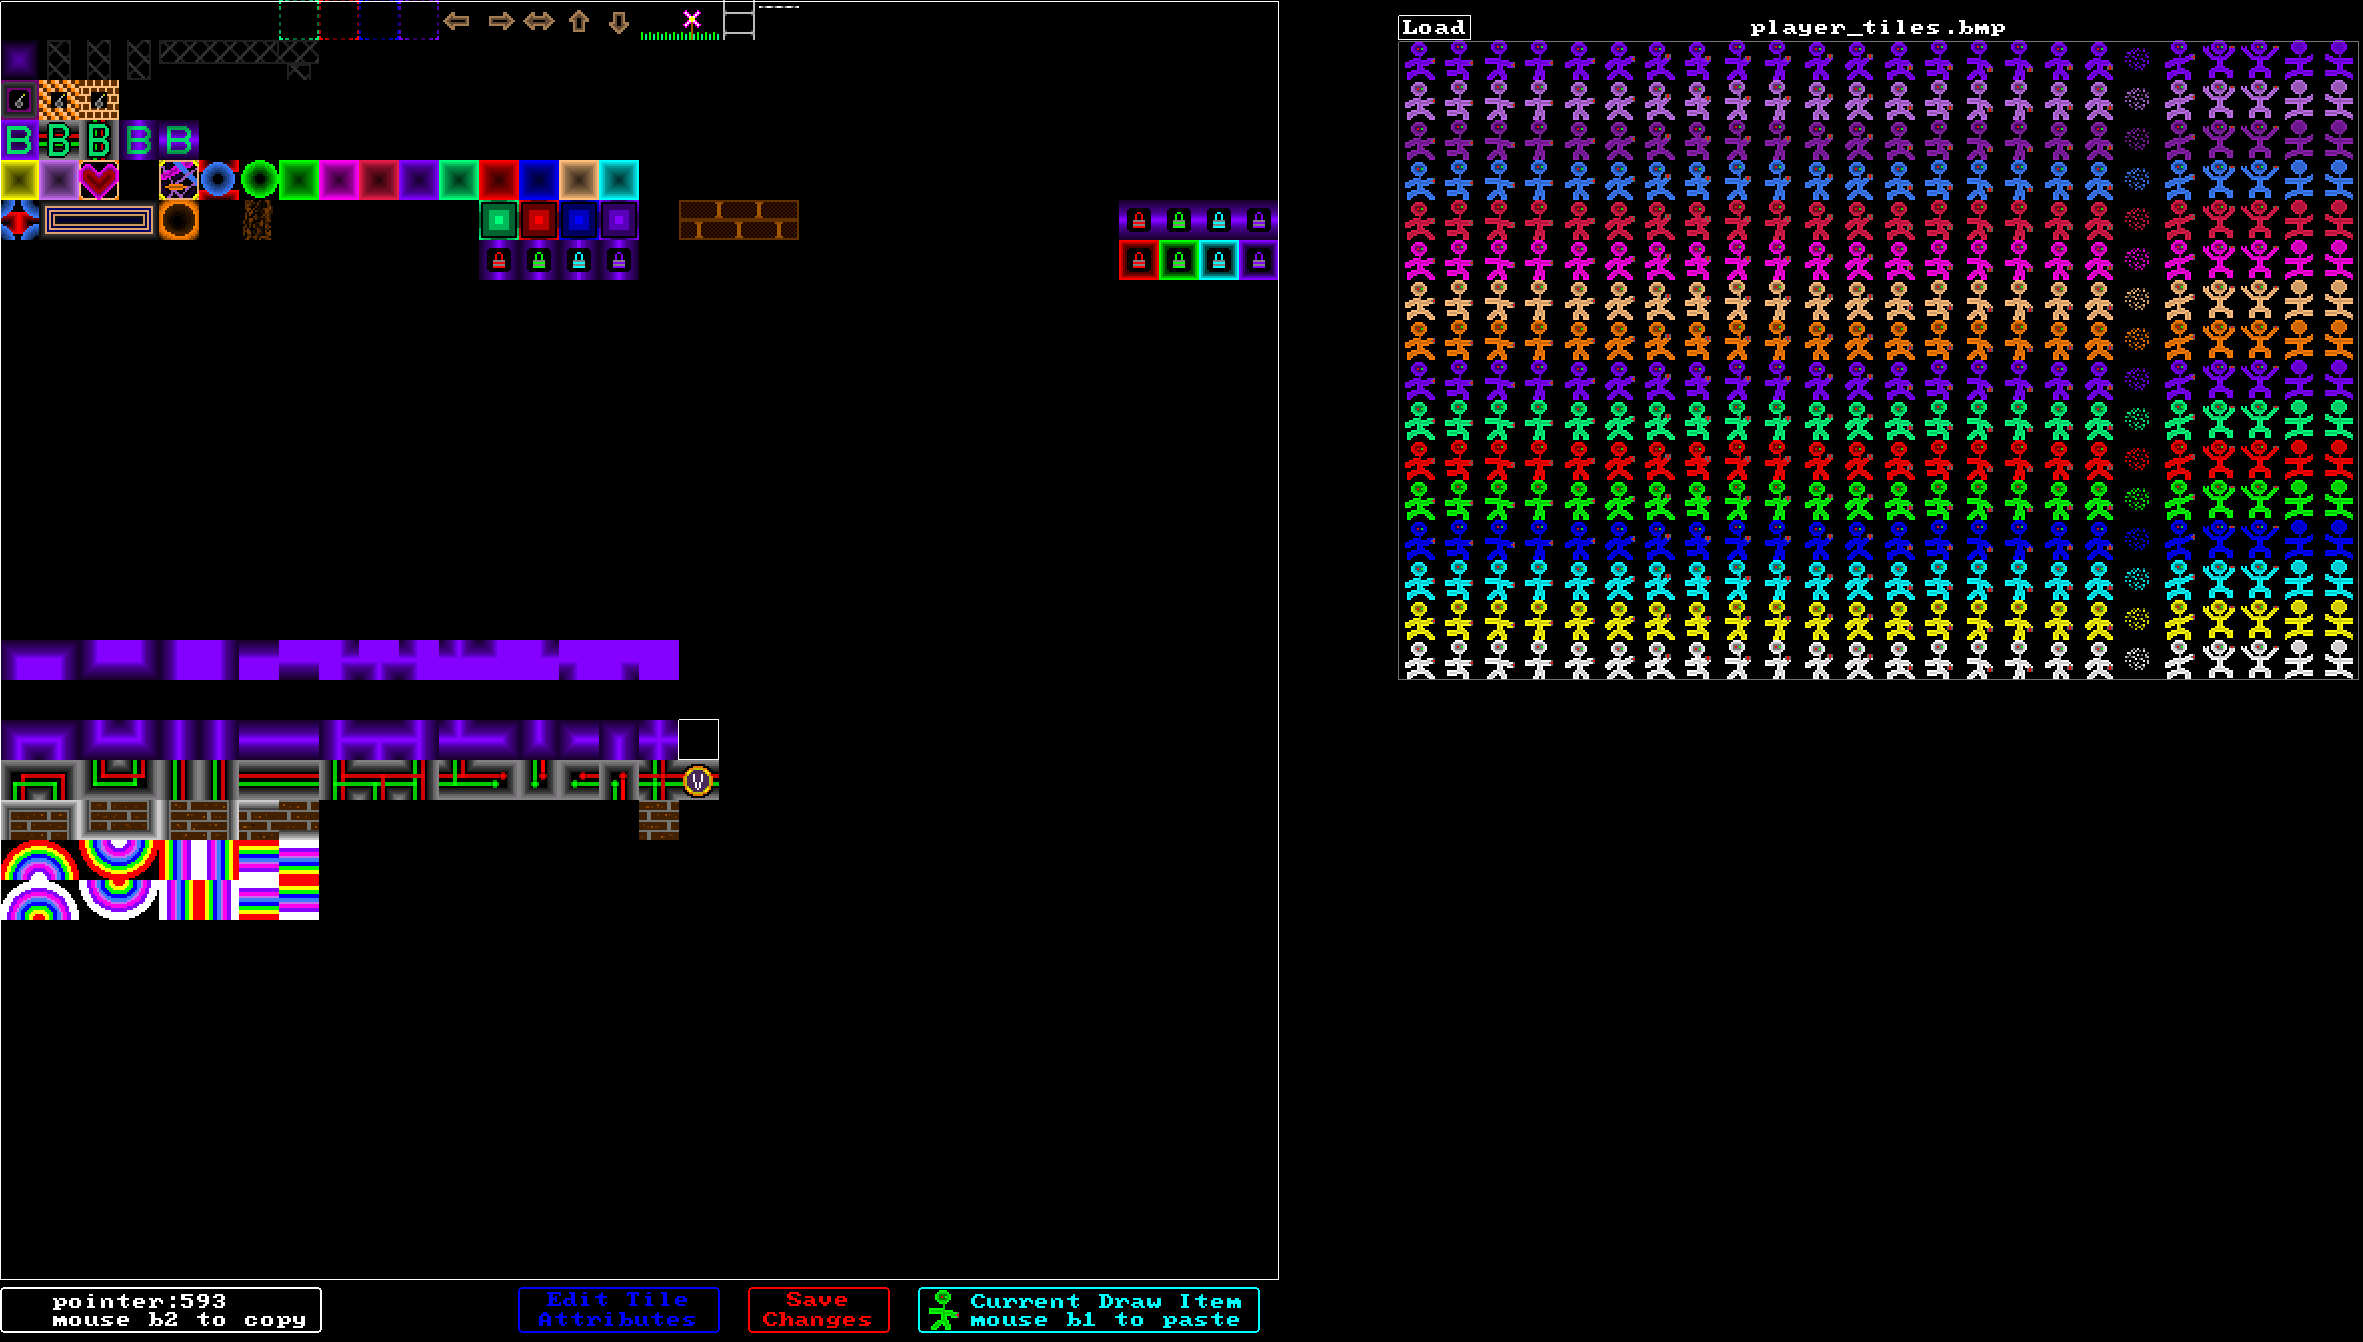 Load
player_tiles.bmp
B B B B B
pointer:593
mouse b2 to copy
Edit Tile
Attributes
Save
Changes
Current Draw Item
mouse b1 to paste